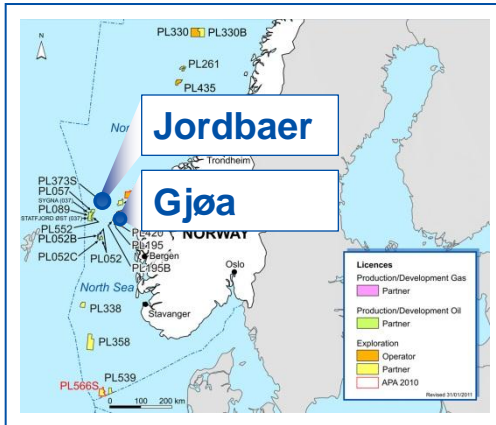 PL330 PL330B
N
PL261
PL435
Jordbaer
Trondheim
PL373S
PL057
SYGNA (037)
PL089
STATFJORD ØST (037)
PL552
PL052B
PL052C
PL052
Gjøa
PL420
PL195
PL195B
NORWAY
Bergen
Oslo
North Sea
Stavanger
PL338
PL358
PL539
PL566S
0 100 200 km
Licences
Production/Development Gas
Partner
Production/Development Oil
Partner
Exploration
Operator
Partner
APA 2010
Revised 31/01/2011